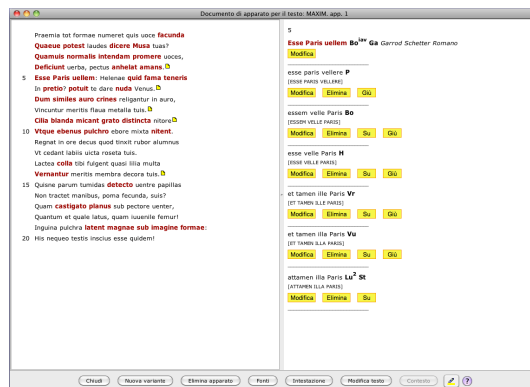 Documento di apparato per il testo: MAXIM. app. 1
Praemia tot formae numeret quis uoce facunda
Quaeue potest laudes dicere Musa tuas?
Quamuis normalis intendam promere uoces,
Deficiunt uerba, pectus anhelat amans.
5 Esse Paris uellem: Helenae quid fama teneris
In pretio? potuit te dare nuda Venus.
Dum similes auro crines religantur in auro,
Vincuntur meritis flaua metalla tuis.
Cilia blanda micant grato distincta nitore
10 Vtque ebenus pulchro ebore mixta nitent.
Regnat in ore decus quod tinxit rubor alumnus
Vt cedant labiis uicta roseta tuis.
Lactea colla tibi fulgent quasi lilia multa
Vernantur meritis membra decora tuis.
15 Quisne parum tumidas detecto uentre papillas
Non tractet manibus, poma fecunda, suis?
Quam castigato planus sub pectore uenter,
Quantum et quale latus, quam iuuenile femur!
Inguina pulchra latent magnae sub imagine formae:
20 His nequeo testis inscius esse quidem!
5
Esse Paris uellem Bo iav Ga Garrod Schetter Romano
Modifica
esse paris vellere P
[ESSE PARIS VELLERE]
Modifica Elimina Giù
essem velle Paris Bo
[ESSEM VELLE PARIS]
Modifica Elimina Su Giù
esse velle Paris H
[ESSE VELLE PARIS]
Modifica Elimina Su Giù
et tamen ille Paris Vr
[ET TAMEN ILLE PARIS]
Modifica Elimina Su Giù
et tamen illa Paris Vu
[ET TAMEN ILLA PARIS]
Modifica Elimina Su Giù
attamen illa Paris Lu2 St
[ATTAMEN ILLA PARIS]
Modifica Elimina Su
Chiudi Nuova variante Elimina apparato Fonti Intestazione Modifica testo Contesto ?